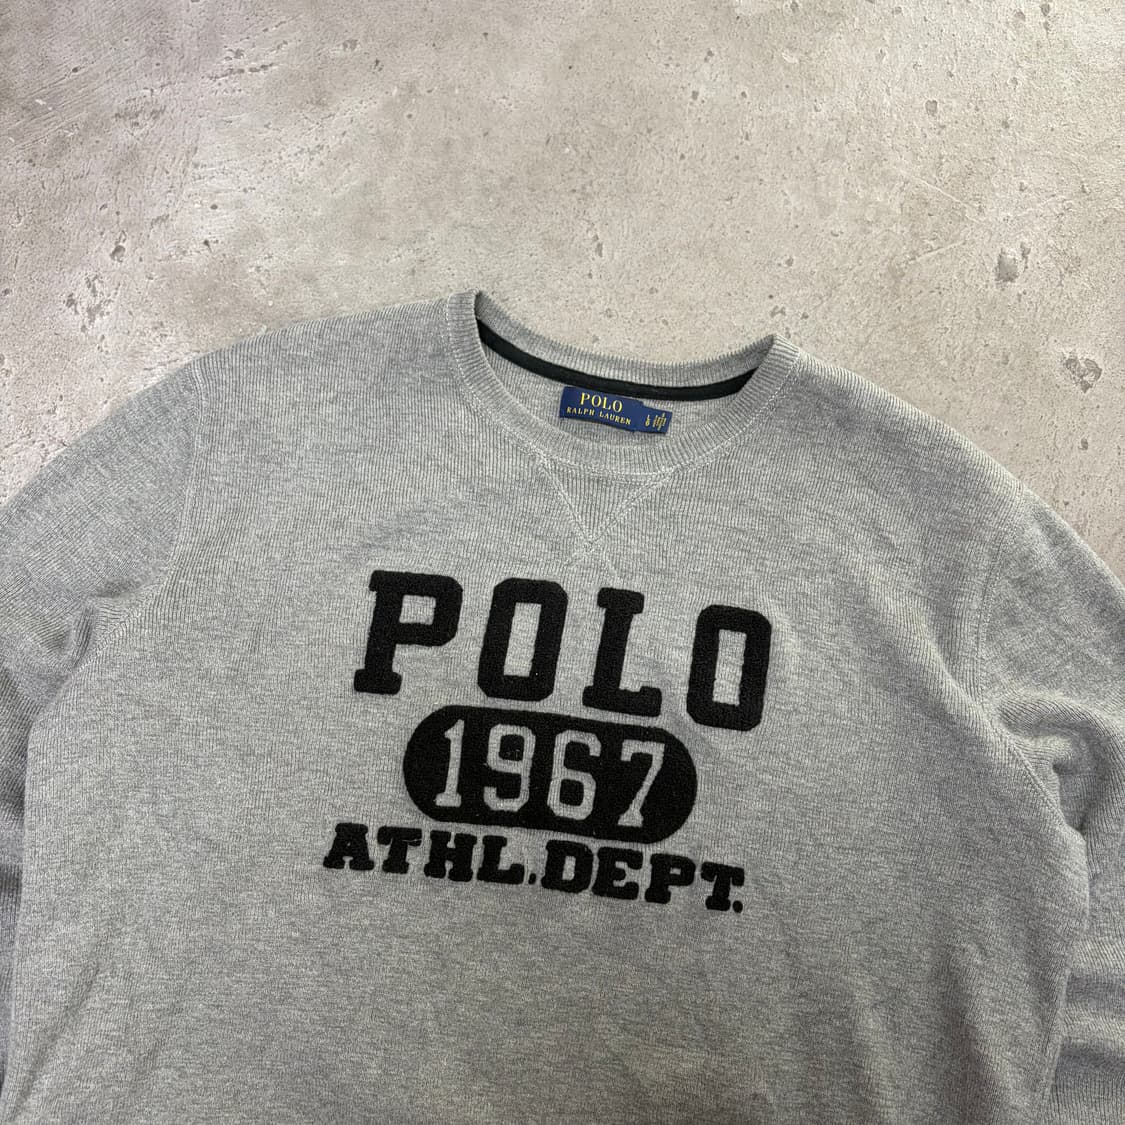 POLO
RALPH LAUREN
POLO
1967
ATHL.DEPT.